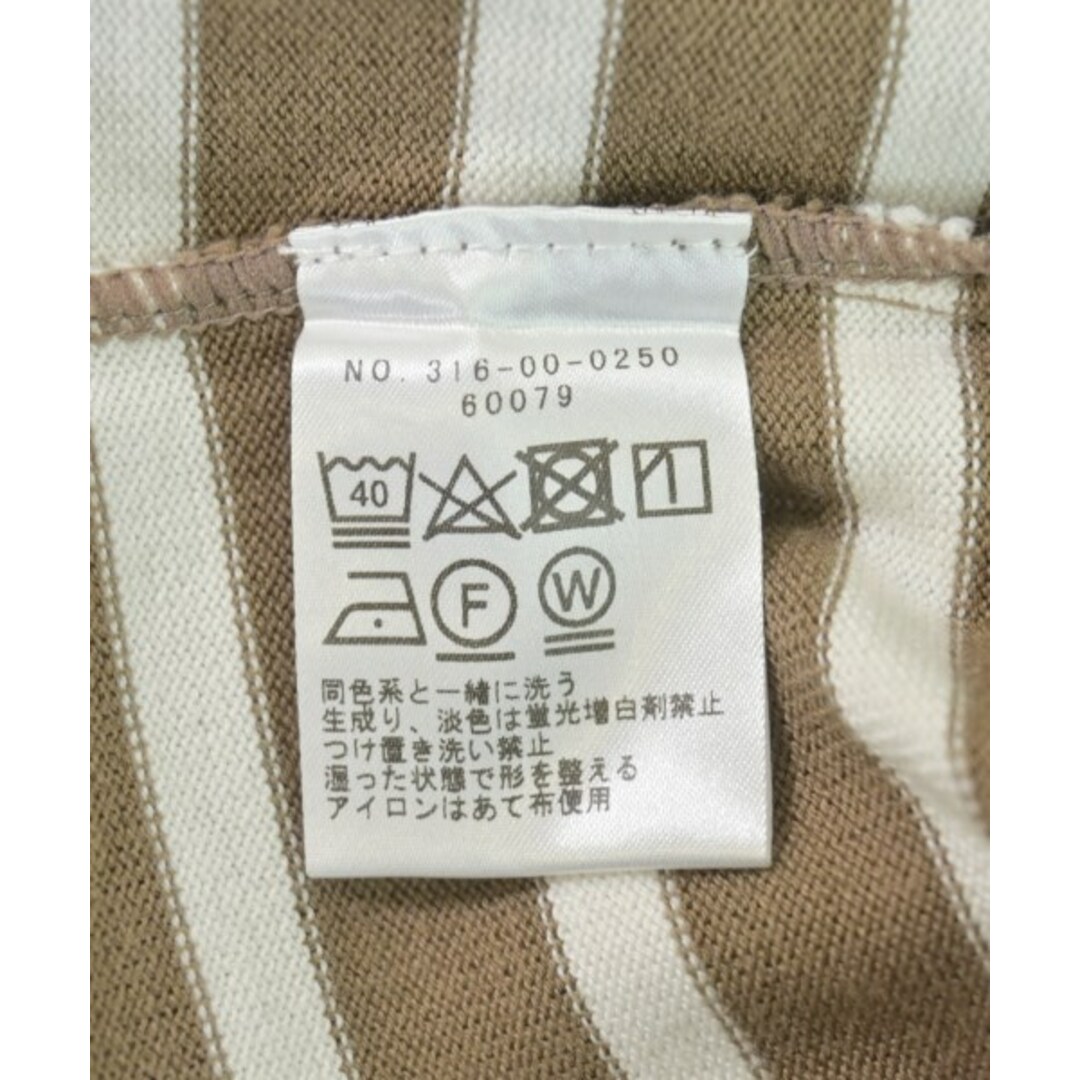 NO. 316-00-0250
60079
40
F
W
同色系と一緒に洗う
生成り、淡色は蛍光増白剤禁止
つけ置き洗い禁止
湿った状態で形を整える
アイロンはあて布使用